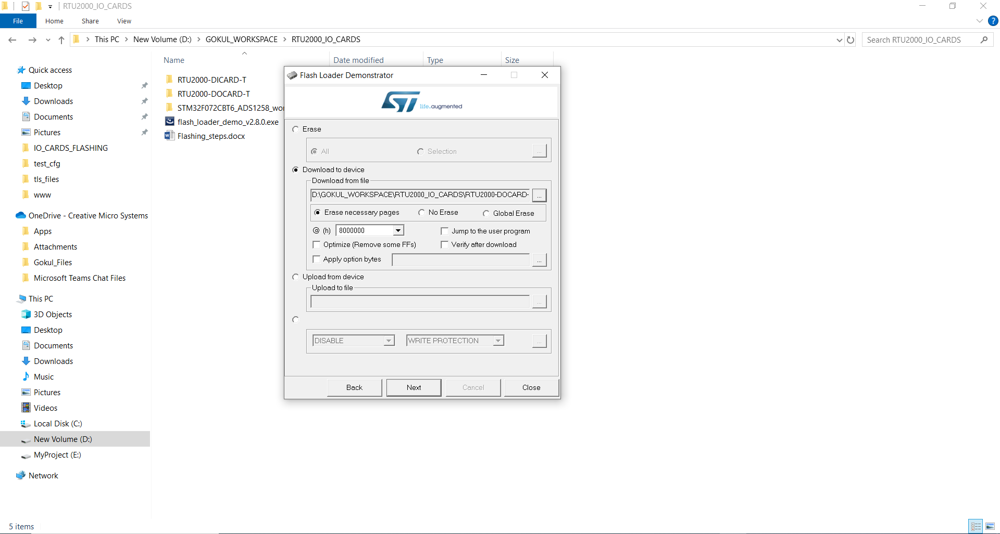 RTU2000_IO_CARDS
File Home Share View
This PC > New Volume (D:) > GOKUL_WORKSPACE > RTU2000_IO_CARDS
Search RTU2000_IO_CARDS
Quick access
Desktop
Downloads
Documents
Pictures
IO_CARDS_FLASHING
test_cfg
tls_files
www
OneDrive - Creative Micro Systems
Apps
Attachments
Gokul_Files
Microsoft Teams Chat Files
This PC
3D Objects
Desktop
Documents
Downloads
Music
Pictures
Videos
Local Disk (C:)
New Volume (D:)
MyProject (E:)
Network
5 items
Name Date modified Type Size
RTU2000-DICARD-T
RTU2000-DOCARD-T
STM32F072CBT6_ADS1258_wor
flash_loader_demo_v2.8.0.exe
Flashing_steps.docx
Flash Loader Demonstrator
ST life.augmented
Erase
All Selection ...
Download to device
Download from file
D:\GOKUL_WORKSPACE\RTU2000_IO_CARDS\RTU2000-DOCARD- ...
Erase necessary pages No Erase Global Erase
@ (h) 8000000 Jump to the user program
Optimize (Remove some FFs) Verify after download
Apply option bytes ...
Upload from device
Upload to file
...
DISABLE WRITE PROTECTION ...
Back Next Cancel Close